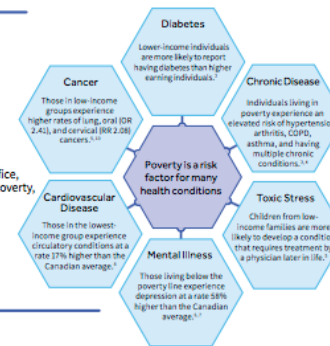 Diabetes
Lower-income individuals
are more likely to report
having diabetes than higher
earning individuals.
Cancer
Those in low-income
groups experience
higher rates of lung, oral (OR
2.41), and cervical (RR 2.08)
cancers.
Chronic Disease
Individuals living in
poverty experience an
elevated risk of hypertension
arthritis, COPD,
asthma, and having
multiple chronic
conditions.
Poverty is a risk
factor for many
health conditions
fice,
overty,
Cardiovascular
Disease
Those in the lowest-
income group experience
circulatory conditions at a
rate 17% higher than the
Canadian average.
Toxic Stress
Children from low-
income families are more
likely to develop a condition
that requires treatment by
a physician later in life.
Mental Illness
Those living below the
poverty line experience
depression at a rate 58%
higher than the Canadian
average.